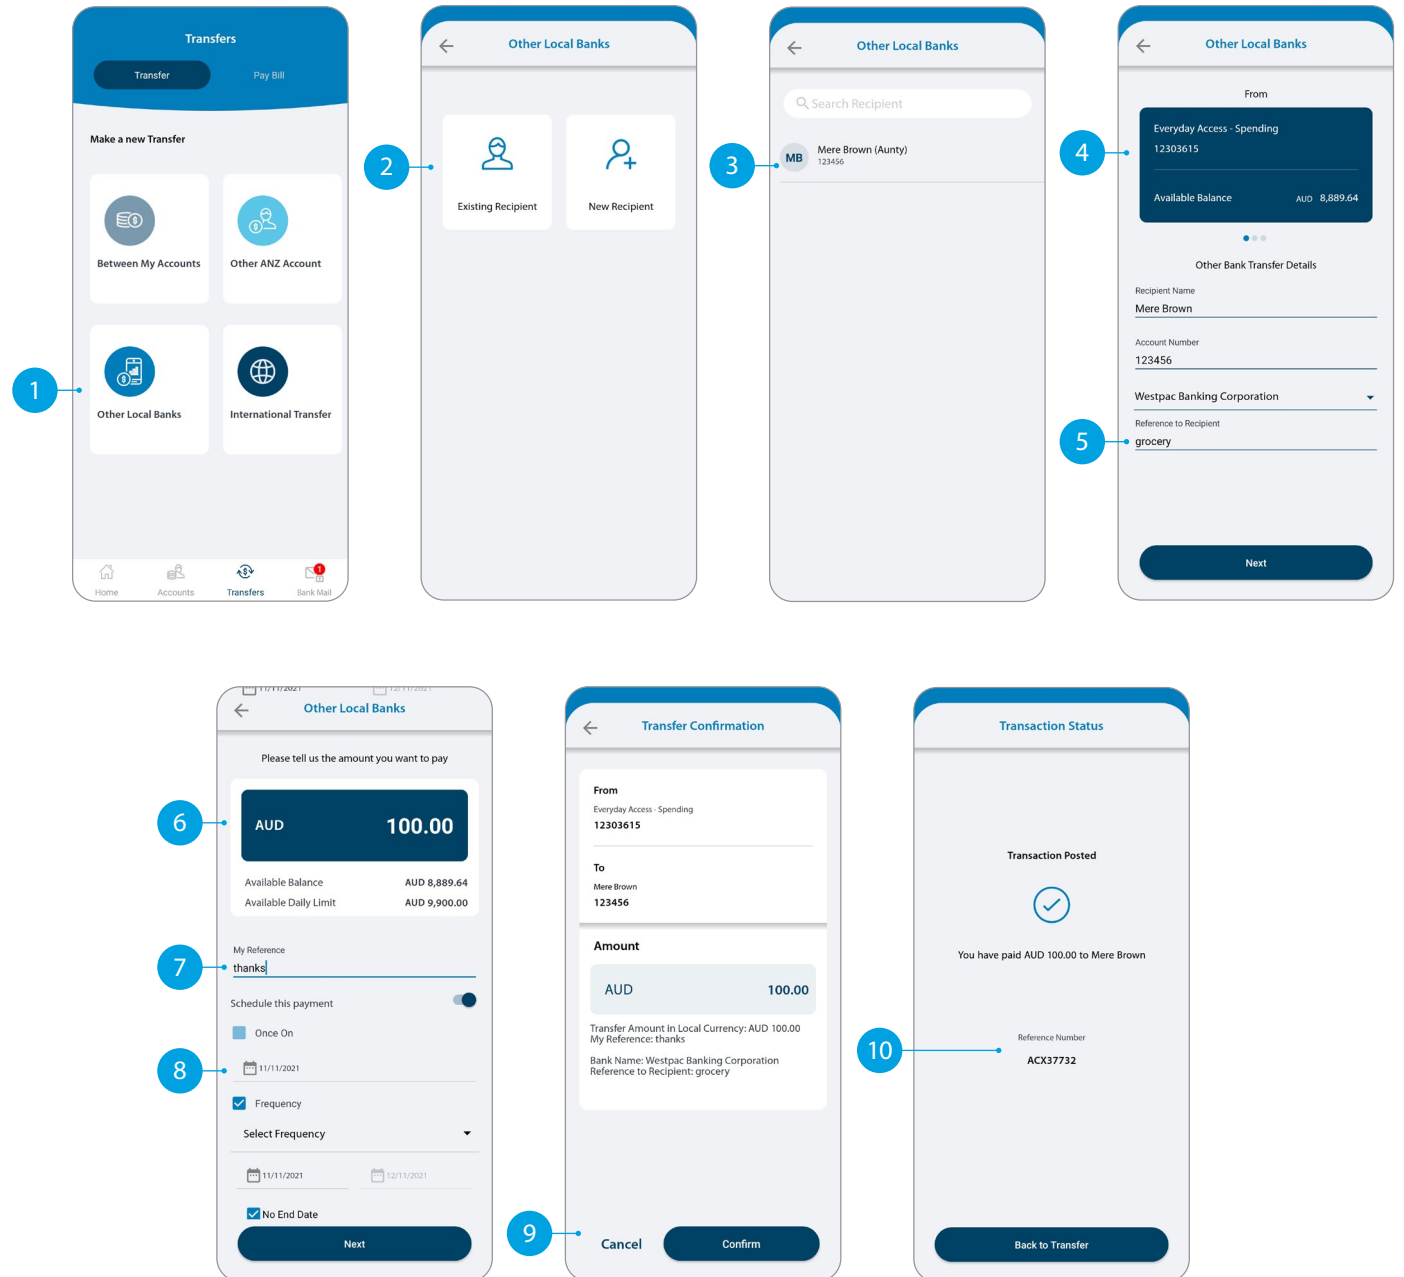 Transfers
Transfer Pay Bill
Make a new Transfer
Between My Accounts Other ANZ Account
1
Other Local Banks International Transfer
Home Accounts Transfers 1 Bank Mail
Other Local Banks
2
Existing Recipient New Recipient
Other Local Banks
Search Recipient
3
MB Mere Brown (Aunty)
123456
Other Local Banks
From
4
Everyday Access - Spending
12303615
Available Balance AUD 8,889.64
Other Bank Transfer Details
Recipient Name
Mere Brown
Account Number
123456
Westpac Banking Corporation
Reference to Recipient
5
grocery
Next
11/11/2021 12/11/2021
Other Local Banks
Please tell us the amount you want to pay
6
AUD 100.00
Available Balance AUD 8,889.64
Available Daily Limit AUD 9,900.00
My Reference
7
thanks
Schedule this payment
Once On
8
11/11/2021
Frequency
Select Frequency
11/11/2021 12/11/2021
No End Date
Next
Transfer Confirmation
From
Everyday Access - Spending
12303615
To
Mere Brown
123456
Amount
AUD 100.00
Transfer Amount in Local Currency: AUD 100.00
My Reference: thanks
Bank Name: Westpac Banking Corporation
Reference to Recipient: grocery
9
Cancel Confirm
Transaction Status
Transaction Posted
You have paid AUD 100.00 to Mere Brown
10
Reference Number
ACX37732
Back to Transfer